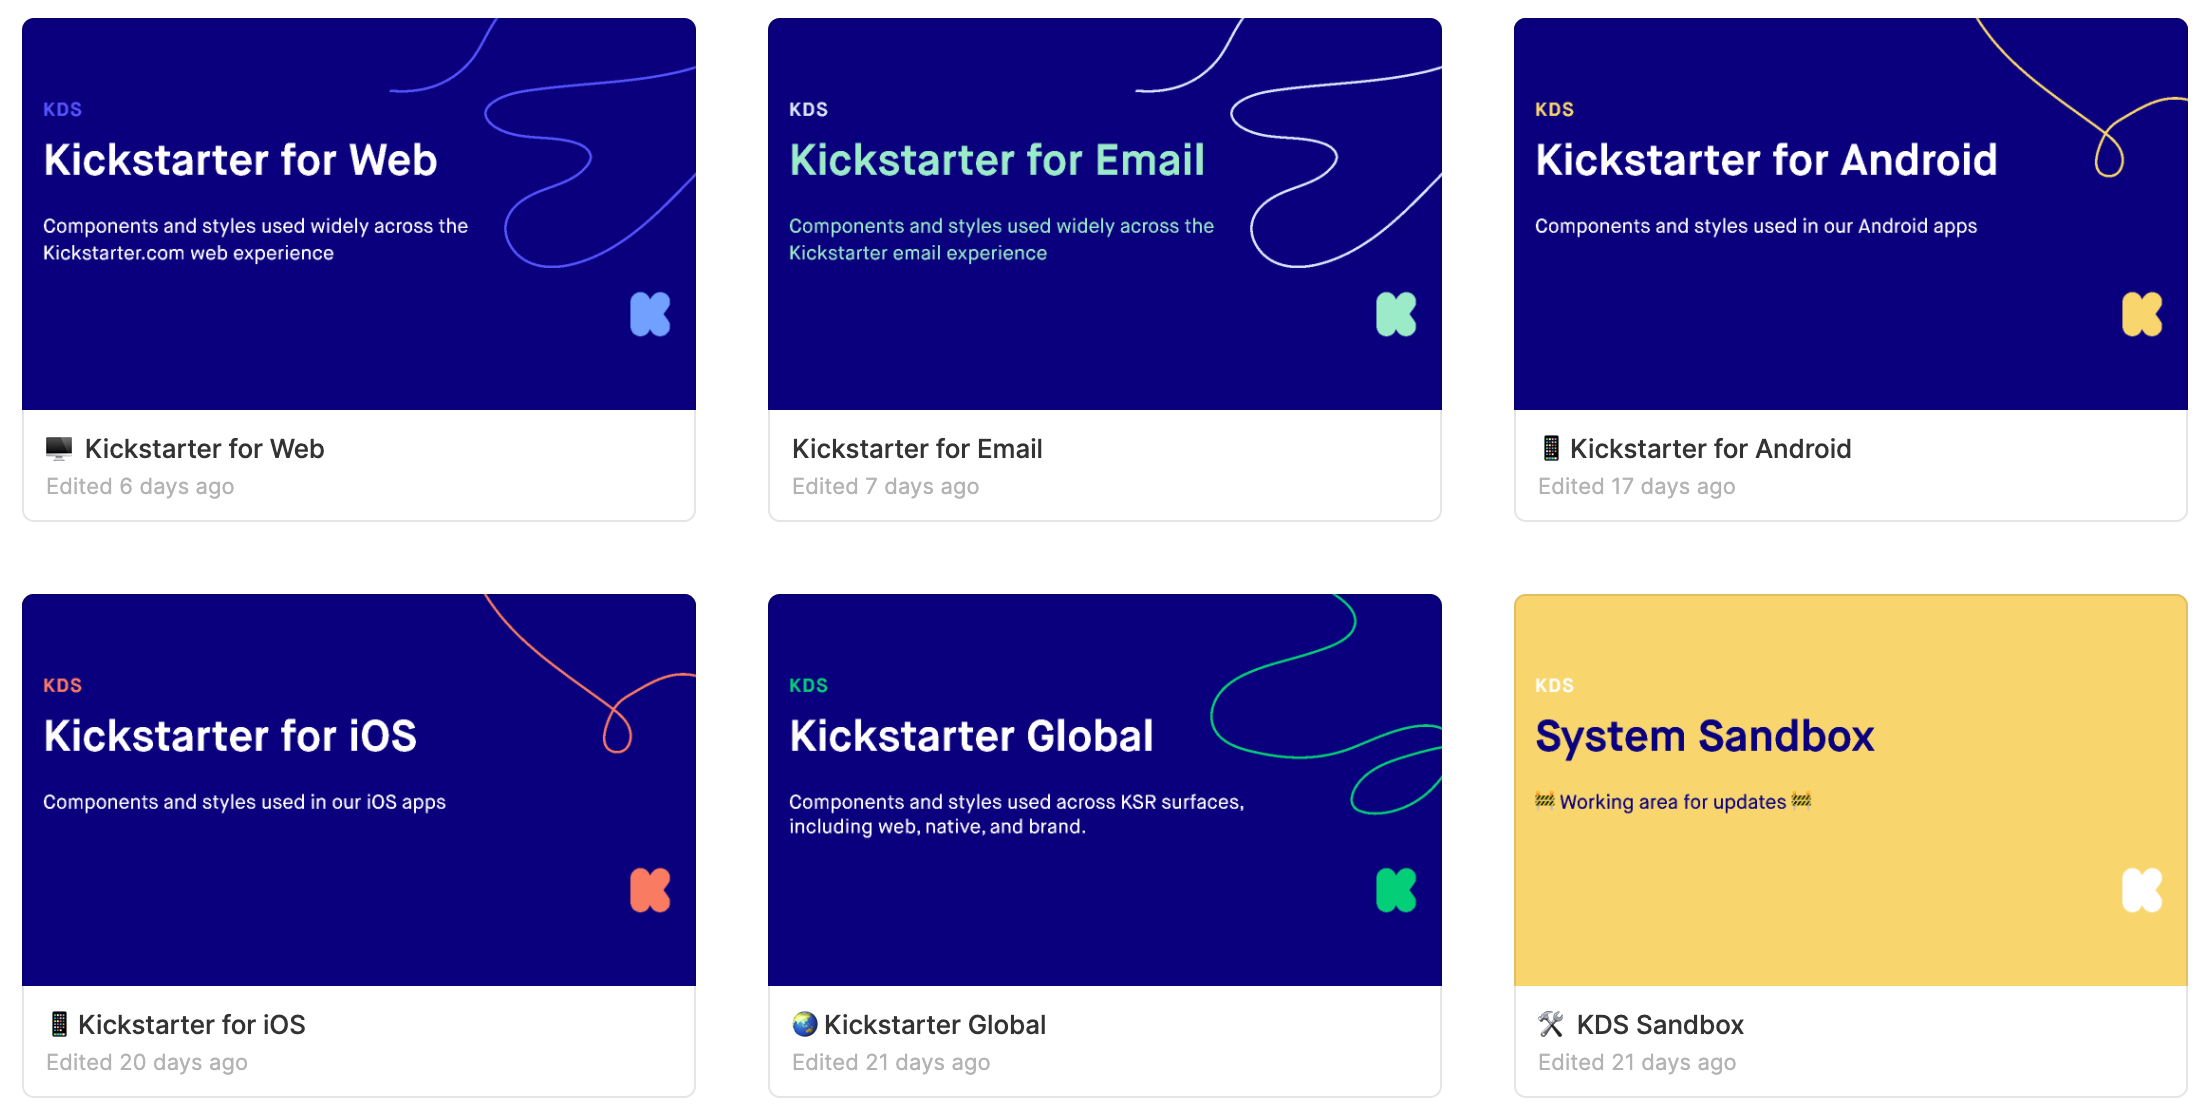 KDS
Kickstarter for Web
Components and styles used widely across the
Kickstarter.com web experience
K
🖥️ Kickstarter for Web
Edited 6 days ago
KDS
Kickstarter for Email
Components and styles used widely across the
Kickstarter email experience
K
Kickstarter for Email
Edited 7 days ago
KDS
Kickstarter for Android
Components and styles used in our Android apps
K
📱 Kickstarter for Android
Edited 17 days ago
KDS
Kickstarter for iOS
Components and styles used in our iOS apps
K
📱 Kickstarter for iOS
Edited 20 days ago
KDS
Kickstarter Global
Components and styles used across KSR surfaces,
including web, native, and brand.
K
🌏 Kickstarter Global
Edited 21 days ago
KDS
System Sandbox
🚧 Working area for updates 🚧
K
🛠️ KDS Sandbox
Edited 21 days ago